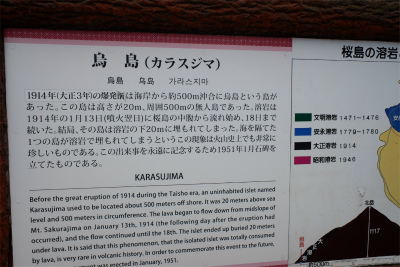 烏島(カラスジマ)
烏島 乌岛 가라스지마
1914年(大正3年)の爆発前は海岸から約500m沖合に烏島という島が
あった。この島は高さが20m、周囲500mの無人島であった。溶岩は
1914年の1月13日(噴火翌日)に桜島の中腹から流れ始め、18日まで
続いた。結局、その島は溶岩の下20mに埋もれてしまった。海を隔てた
1つの島が溶岩で埋もれてしまうというこの現象は火山史上でも非常に
珍しいものである。この出来事を永遠に記念するため1951年1月石碑を
立てたものである。
KARASUJIMA
Before the great eruption of 1914 during the Taisho era, an uninhabited islet named
Karasujima used to be located about 500 meters off shore. It was 20 meters above sea
level and 500 meters in circumference. The lava began to flow down from midslope of
Mt. Sakurajima on January 13th, 1914 (the following day after the eruption had
occurred), and the flow continued until the 18th. The islet ended up buried 20 meters
under lava. It is said that this phenomenon, that the isolated islet was totally consumed
by lava, is very rare in volcanic history. In order to commemorate this event to the future,
was erected in January, 1951.
桜島の溶岩
文明溶岩 1471-1476
安永溶岩 1779-1780
大正溶岩 1914
昭和溶岩 1946
北岳
1117